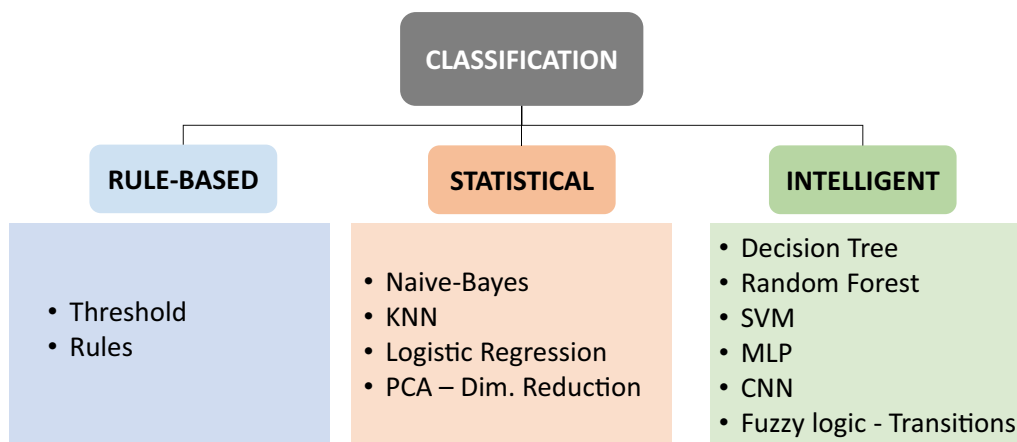 CLASSIFICATION
RULE-BASED
• Threshold
• Rules
STATISTICAL
• Naive-Bayes
• KNN
• Logistic Regression
• PCA – Dim. Reduction
INTELLIGENT
• Decision Tree
• Random Forest
• SVM
• MLP
• CNN
• Fuzzy logic - Transitions